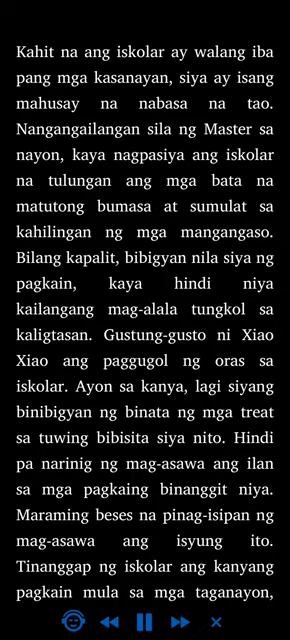 Kahit na ang iskolar ay walang iba
pang mga kasanayan, siya ay isang
mahusay na nabasa na tao.
Nangangailangan sila ng Master sa
nayon, kaya nagpasiya ang iskolar
na tulungan ang mga bata na
matutong bumasa at sumulat sa
kahilingan ng mga mangangaso.
Bilang kapalit, bibigyan nila siya ng
pagkain, kaya hindi niya
kailangang mag-alala tungkol sa
kaligtasan. Gustung-gusto ni Xiao
Xiao ang paggugol ng oras sa
iskolar. Ayon sa kanya, lagi siyang
binibigyan ng binata ng mga treat
sa tuwing bibisita siya nito. Hindi
pa narinig ng mag-asawa ang ilan
sa mga pagkaing binanggit niya.
Maraming beses na pinag-isipan ng
mag-asawa ang isyung ito.
Tinanggap ng iskolar ang kanyang
pagkain mula sa mga taganayon,